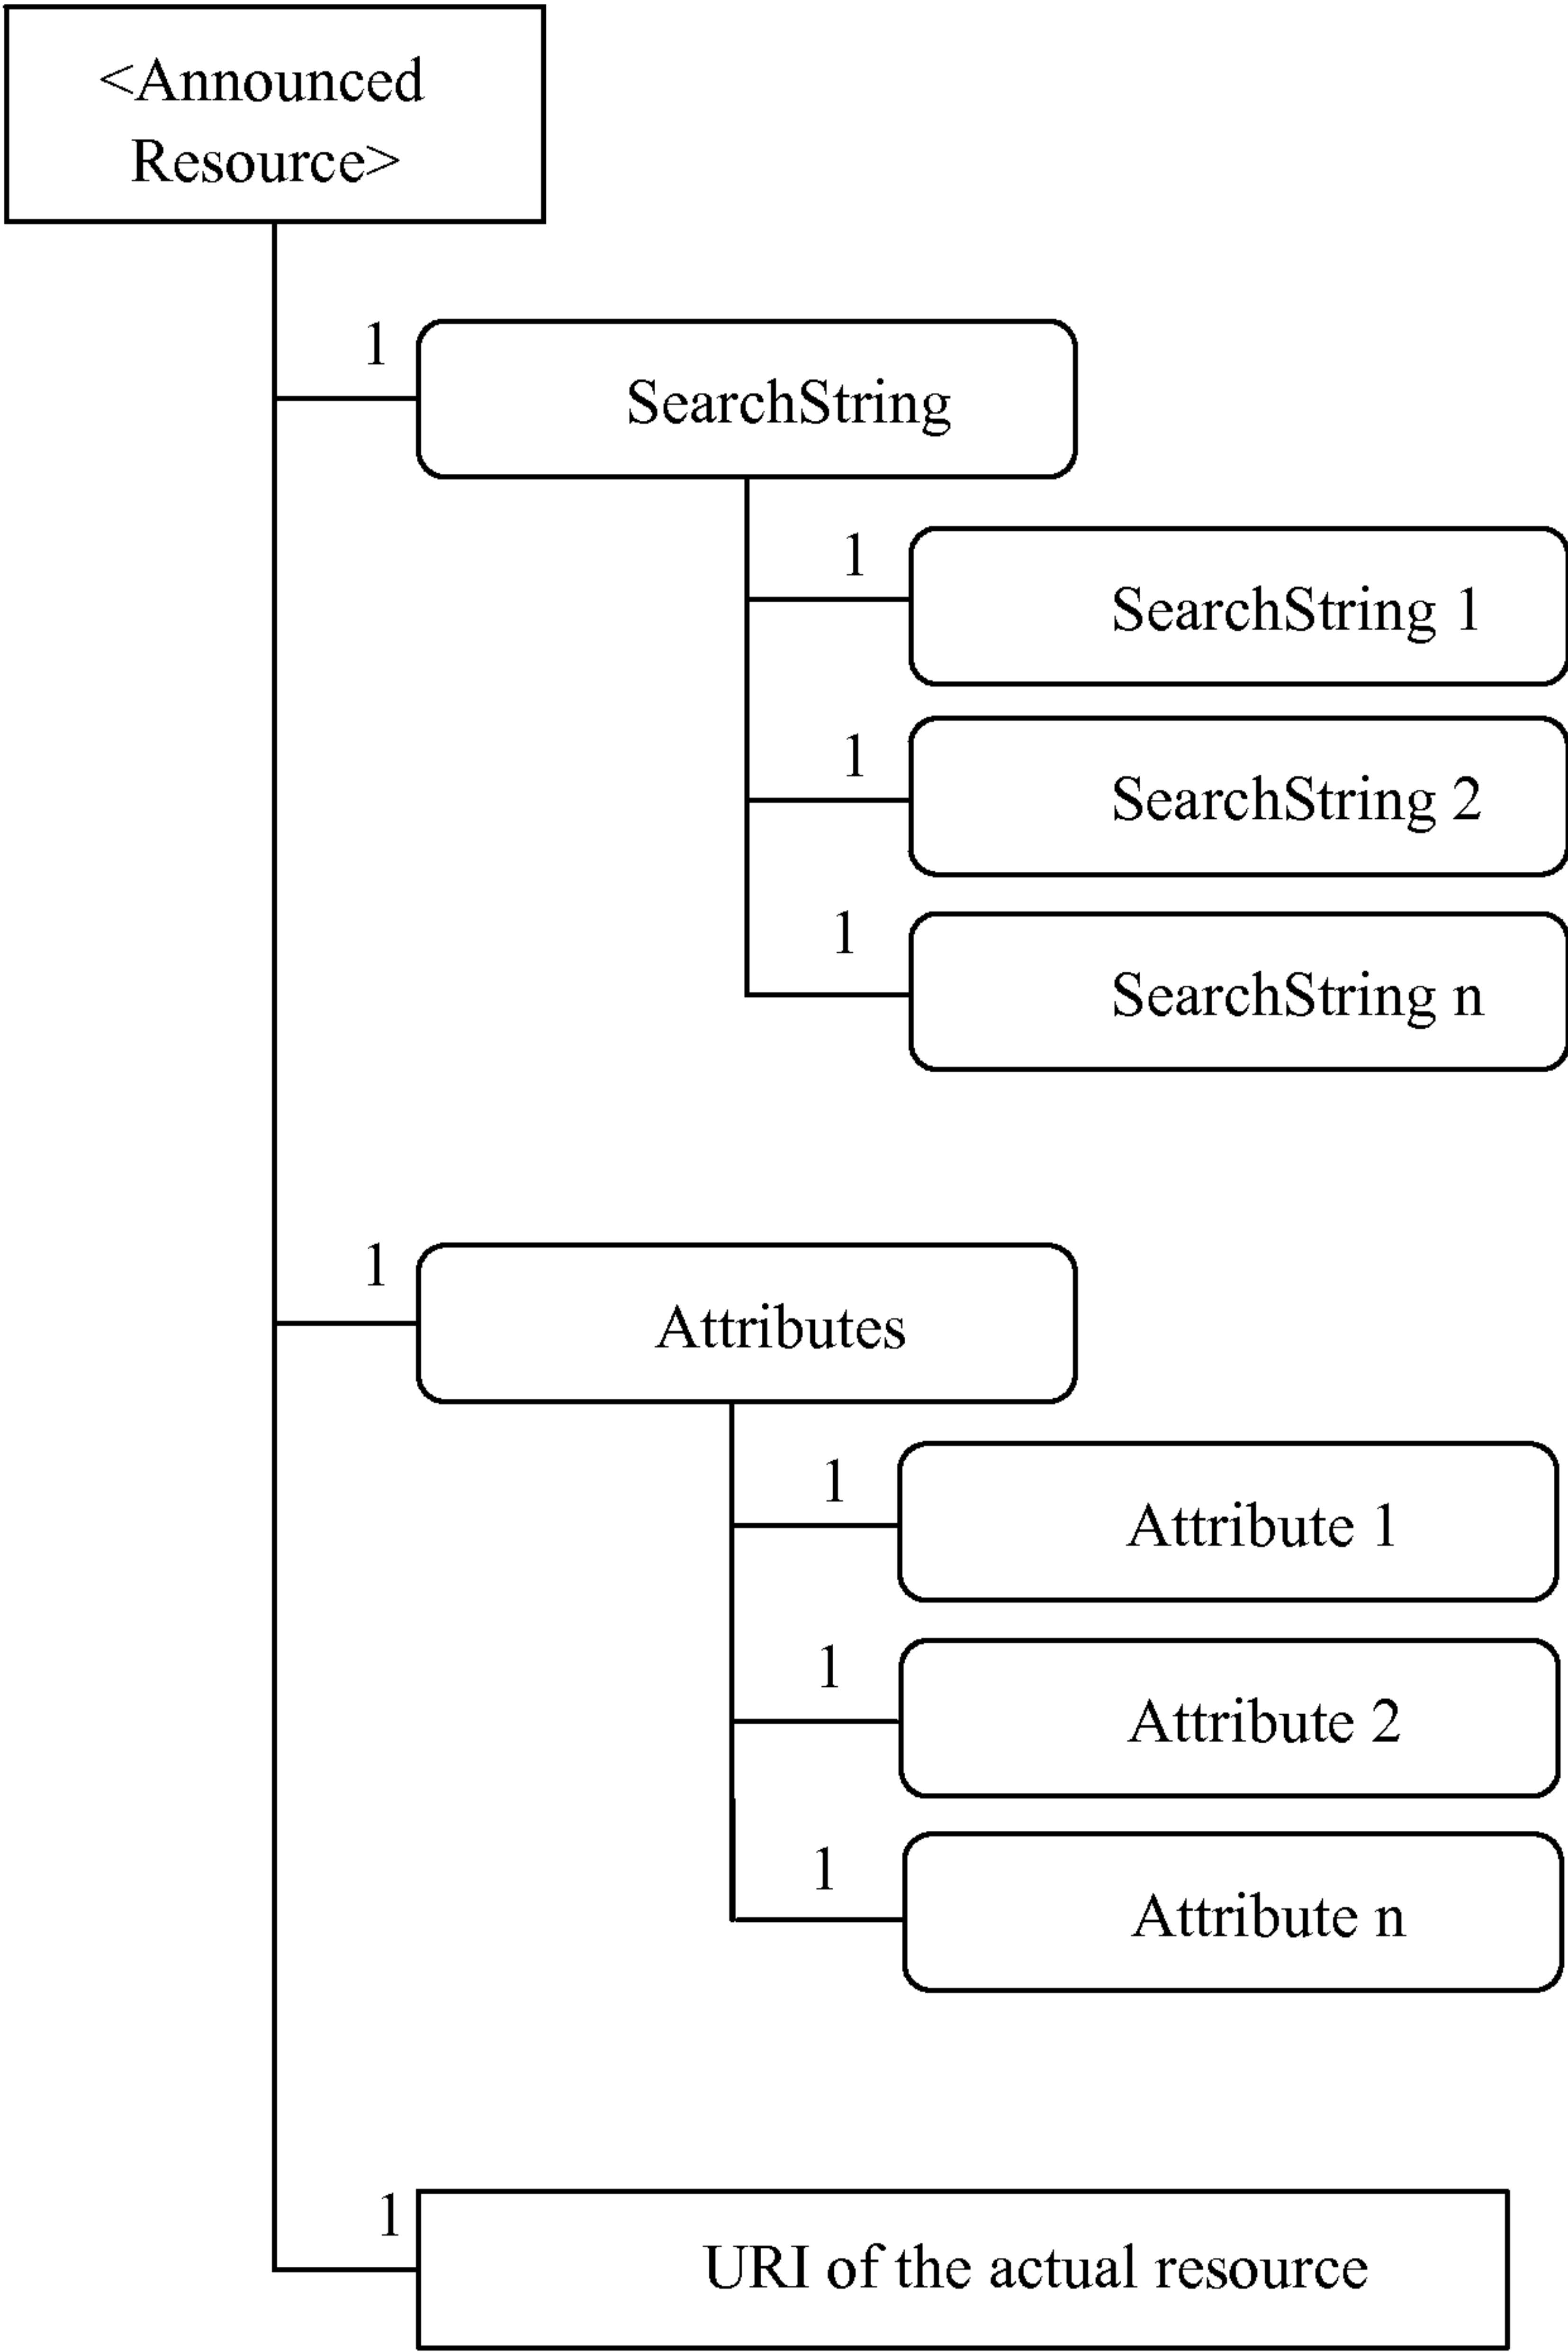 <Announced
Resource>
1
SearchString
1
SearchString 1
1
SearchString 2
1
SearchString n
1
Attributes
1
Attribute 1
1
Attribute 2
1
Attribute n
1
URI of the actual resource